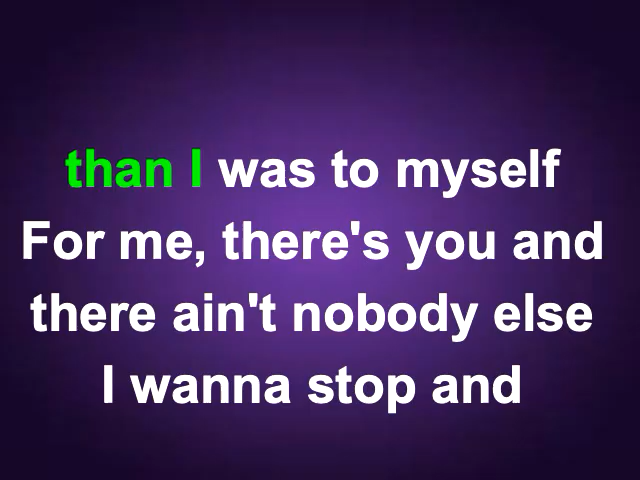 than I was to myself
For me, there's you and
there ain't nobody else
I wanna stop and